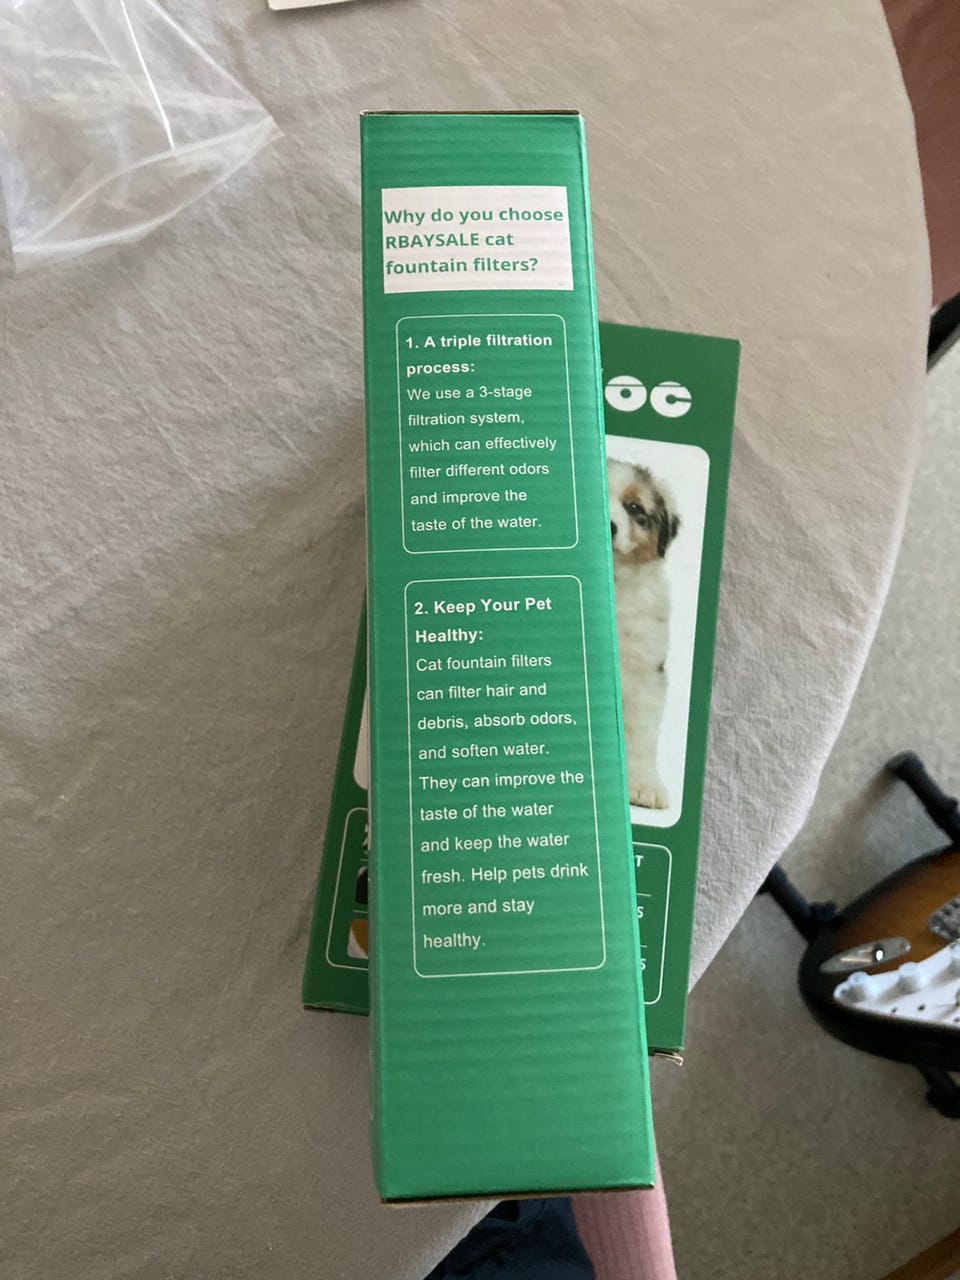 Why do you choose
RBAYSALE cat
fountain filters?
1. A triple filtration
process:
We use a 3-stage
filtration system,
which can effectively
filter different odors
and improve the
taste of the water.
2. Keep Your Pet
Healthy:
Cat fountain filters
can filter hair and
debris, absorb odors,
and soften water.
They can improve the
taste of the water
and keep the water
fresh. Help pets drink
more and stay
healthy.